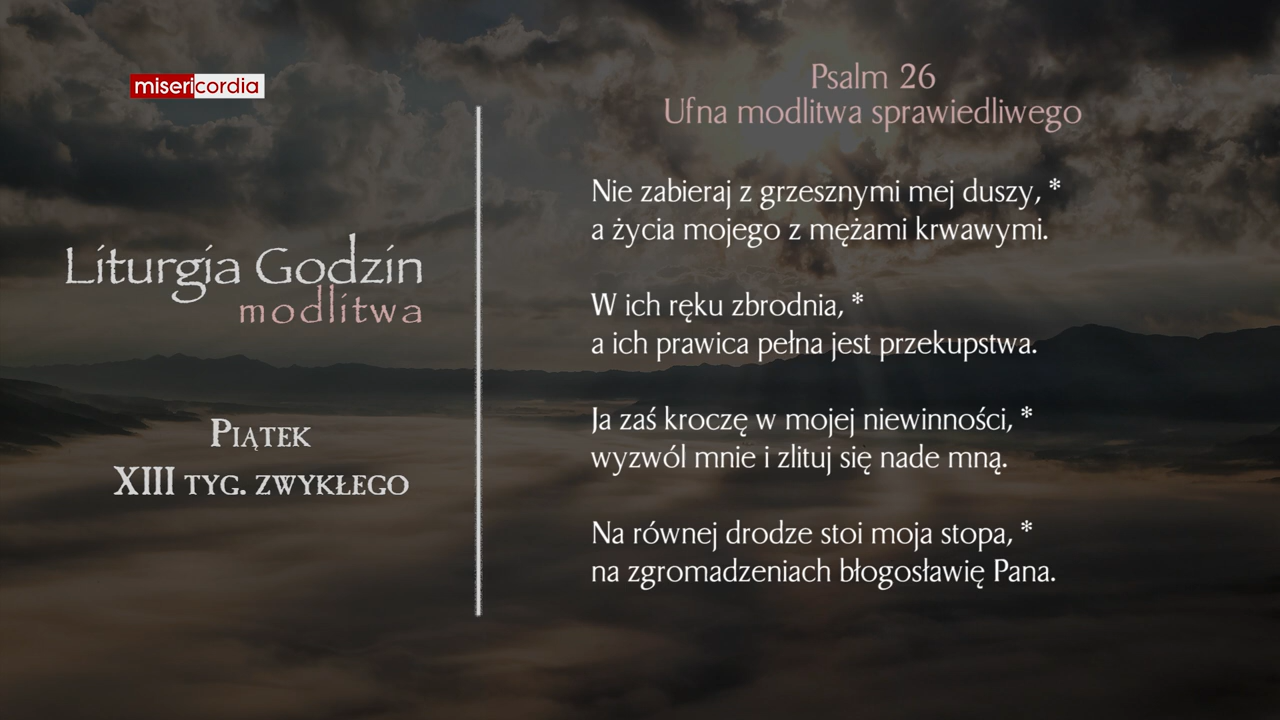 misericordia
Liturgia Godzin
modlitwa
Piątek
XIII tyg. zwykłego
Psalm 26
Ufna modlitwa sprawiedliwego
Nie zabieraj z grzesznymi mej duszy, *
a życia mojego z mężami krwawymi.
W ich ręku zbrodnia, *
a ich prawica pełna jest przekupstwa.
Ja zaś kroczę w mojej niewinności, *
wyzwól mnie i zlituj się nade mną.
Na równej drodze stoi moja stopa, *
na zgromadzeniach błogosławię Pana.